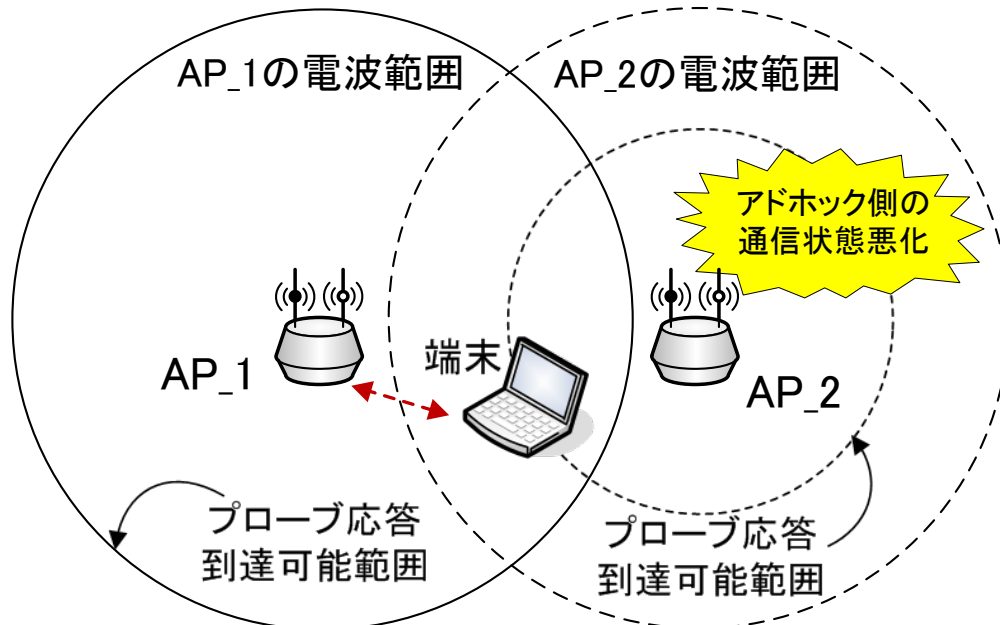 AP_1の電波範囲
AP_2の電波範囲
アドホック側の
通信状態悪化
端末
AP_1
AP_2
プローブ応答
到達可能範囲
プローブ応答
到達可能範囲